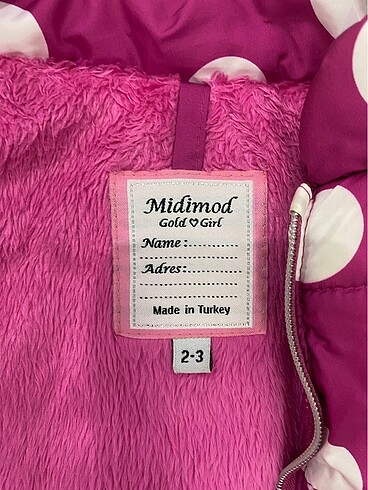 Midimod
Gold ♡ Girl
Name:............
Adres:............
........................
........................
Made in Turkey
2-3